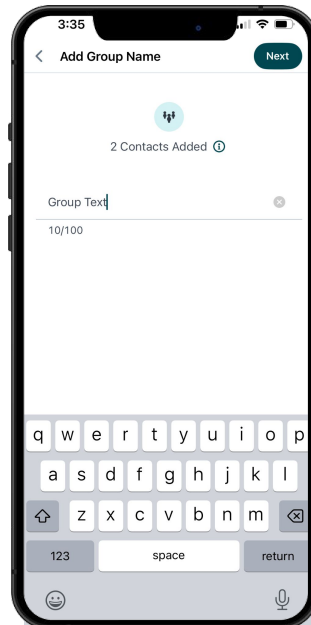 3:35
Add Group Name
Next
2 Contacts Added
Group Text
10/100
q w e r t y u i o p
a s d f g h j k l
z x c v b n m
123 space return